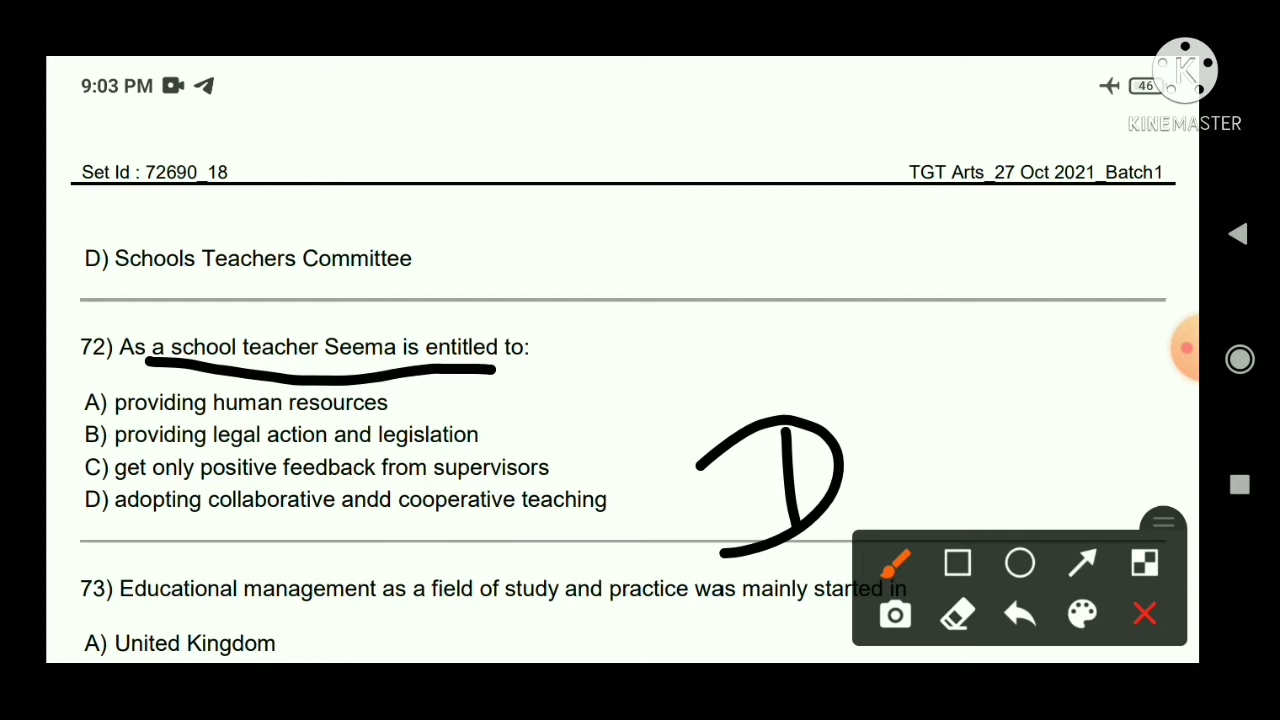 9:03 PM
46
K
KINEMASTER
Set Id : 72690_18
TGT Arts_27 Oct 2021_Batch1
D) Schools Teachers Committee
72) As a school teacher Seema is entitled to:
A) providing human resources
B) providing legal action and legislation
C) get only positive feedback from supervisors
D) adopting collaborative andd cooperative teaching
D
73) Educational management as a field of study and practice was mainly started in
A) United Kingdom